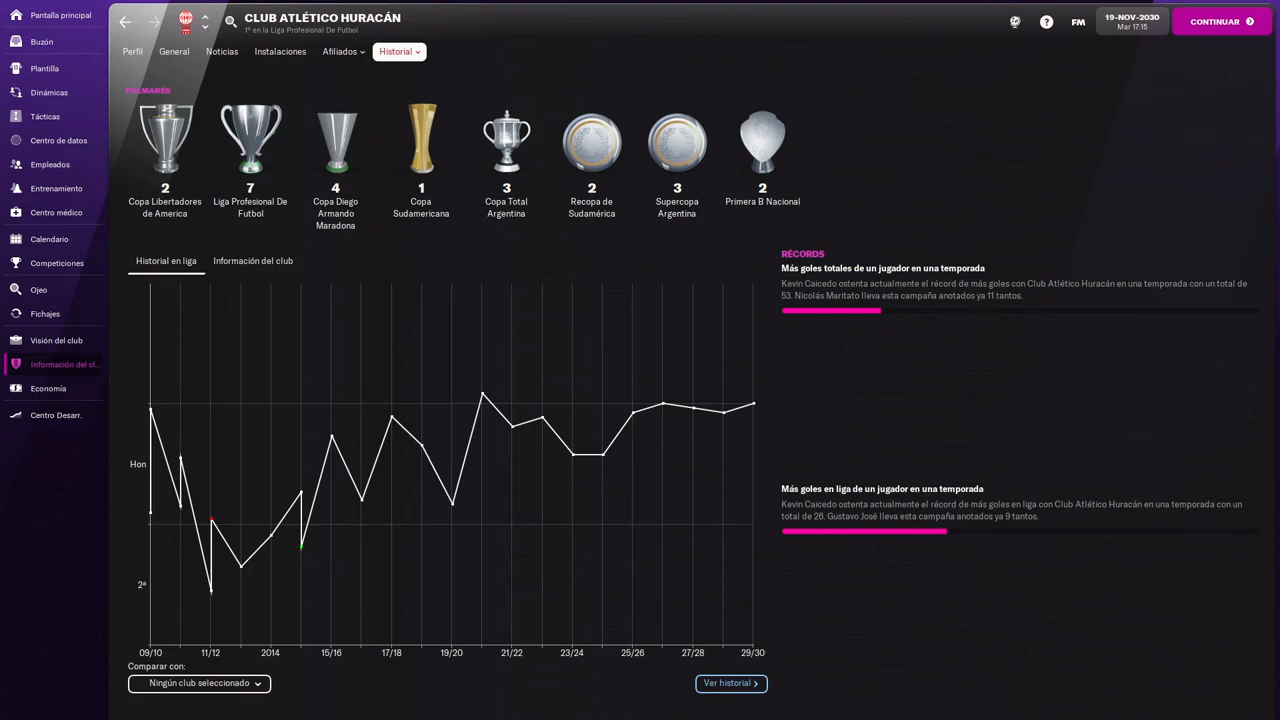 Pantalla principal
Buzón
Plantilla
Dinámicas
Tácticas
Centro de datos
Empleados
Entrenamiento
Centro médico
Calendario
Competiciones
Ojeo
Fichajes
Visión del club
Información del cl...
Economía
Centro Desarr.
CLUB ATLÉTICO HURACÁN
1º en la Liga Profesional De Futbol
FM
19-NOV-2030
Mar 17:15
CONTINUAR
Perfil
General
Noticias
Instalaciones
Afiliados
Historial
PALMARÉS
2
Copa Libertadores
de America
7
Liga Profesional De
Futbol
4
Copa Diego
Armando
Maradona
1
Copa
Sudamericana
3
Copa Total
Argentina
2
Recopa de
Sudamérica
3
Supercopa
Argentina
2
Primera B Nacional
Historial en liga
Información del club
Hon
2ª
09/10
11/12
2014
15/16
17/18
19/20
21/22
23/24
25/26
27/28
29/30
Comparar con:
Ningún club seleccionado
Ver historial
RÉCORDS
Más goles totales de un jugador en una temporada
Kevin Caicedo ostenta actualmente el récord de más goles con Club Atlético Huracán en una temporada con un total de
53. Nicolás Maritato lleva esta campaña anotados ya 11 tantos.
Más goles en liga de un jugador en una temporada
Kevin Caicedo ostenta actualmente el récord de más goles en liga con Club Atlético Huracán en una temporada con un
total de 26. Gustavo José lleva esta campaña anotados ya 9 tantos.